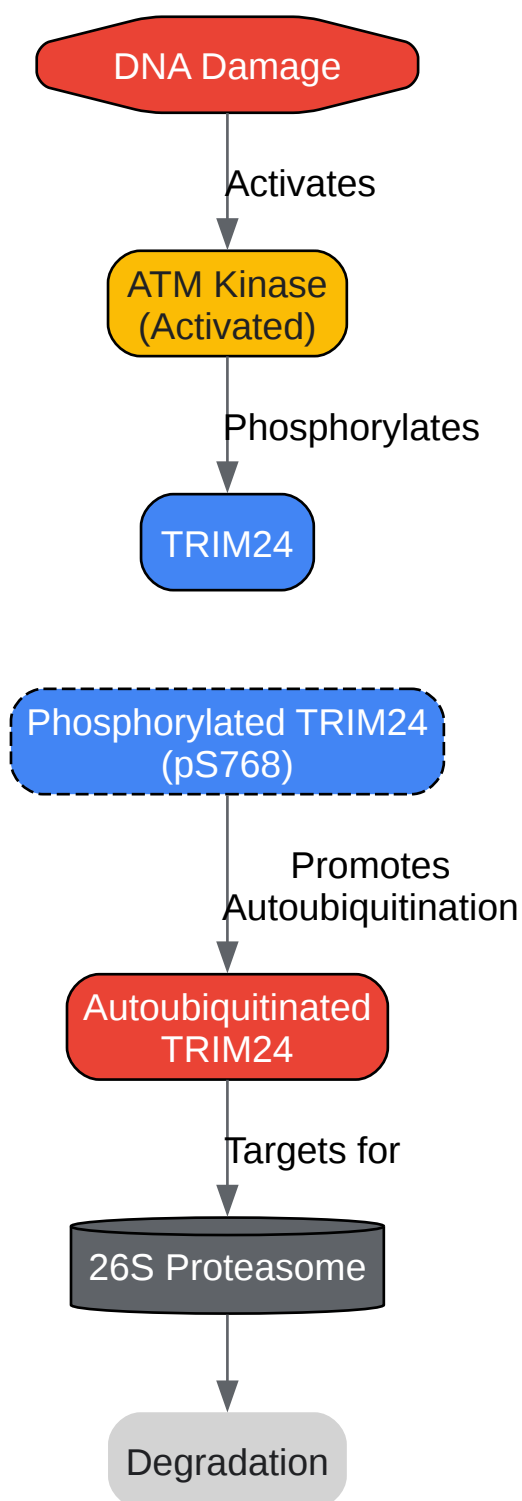 DNA Damage
Activates
ATM Kinase
(Activated)
Phosphorylates
TRIM24
Phosphorylated TRIM24
(pS768)
Promotes
Autoubiquitination
Autoubiquitinated
TRIM24
Targets for
26S Proteasome
Degradation